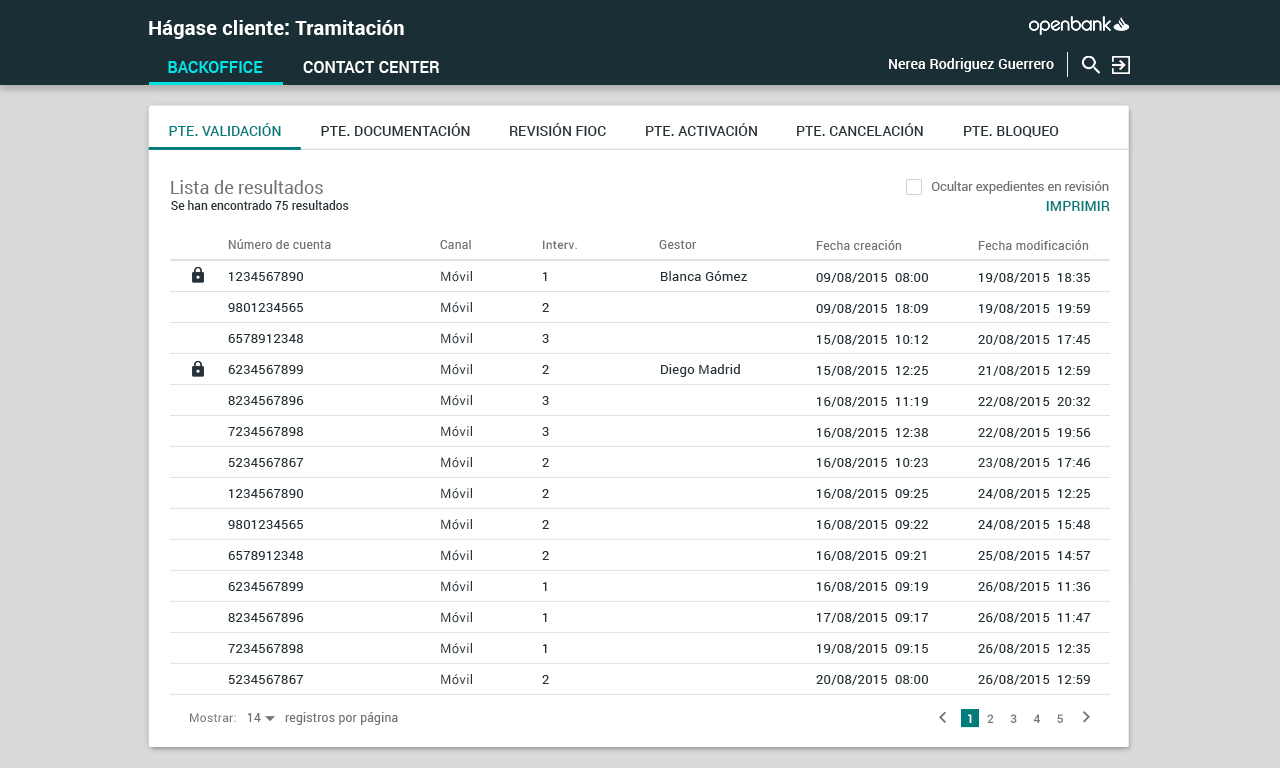 Hágase cliente: Tramitación
openbank
BACKOFFICE CONTACT CENTER
Nerea Rodriguez Guerrero
PTE. VALIDACIÓN PTE. DOCUMENTACIÓN REVISIÓN FIOC PTE. ACTIVACIÓN PTE. CANCELACIÓN PTE. BLOQUEO
Lista de resultados
Se han encontrado 75 resultados
Ocultar expedientes en revisión
IMPRIMIR
Número de cuenta Canal Interv. Gestor Fecha creación Fecha modificación
1234567890 Móvil 1 Blanca Gómez 09/08/2015 08:00 19/08/2015 18:35
9801234565 Móvil 2 09/08/2015 18:09 19/08/2015 19:59
6578912348 Móvil 3 15/08/2015 10:12 20/08/2015 17:45
6234567899 Móvil 2 Diego Madrid 15/08/2015 12:25 21/08/2015 12:59
8234567896 Móvil 3 16/08/2015 11:19 22/08/2015 20:32
7234567898 Móvil 3 16/08/2015 12:38 22/08/2015 19:56
5234567867 Móvil 2 16/08/2015 10:23 23/08/2015 17:46
1234567890 Móvil 2 16/08/2015 09:25 24/08/2015 12:25
9801234565 Móvil 2 16/08/2015 09:22 24/08/2015 15:48
6578912348 Móvil 2 16/08/2015 09:21 25/08/2015 14:57
6234567899 Móvil 1 16/08/2015 09:19 26/08/2015 11:36
8234567896 Móvil 1 17/08/2015 09:17 26/08/2015 11:47
7234567898 Móvil 1 19/08/2015 09:15 26/08/2015 12:35
5234567867 Móvil 2 20/08/2015 08:00 26/08/2015 12:59
Mostrar: 14 registros por página
1 2 3 4 5